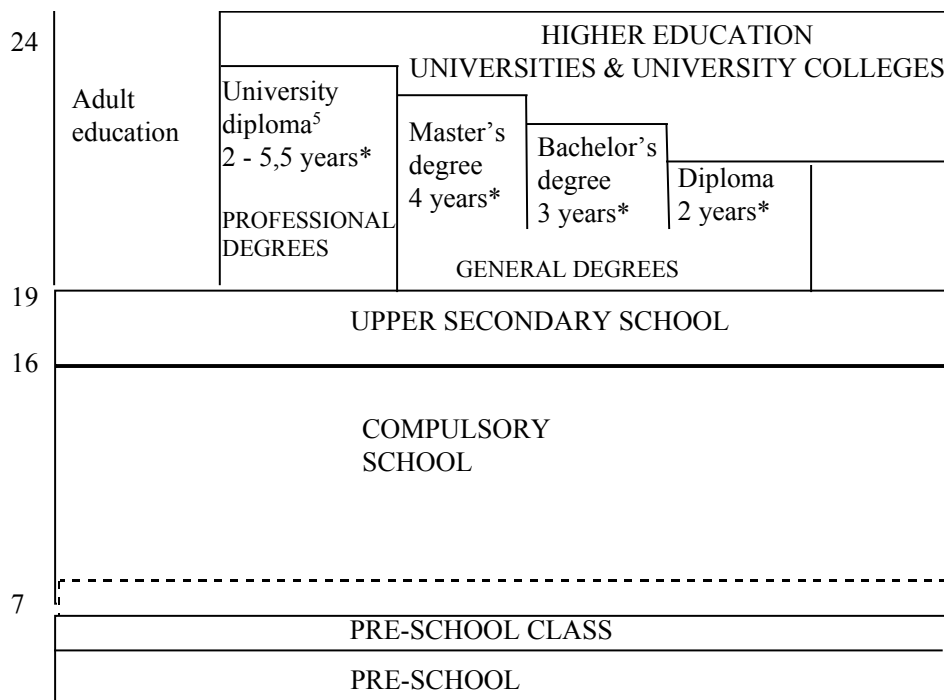 24
HIGHER EDUCATION
UNIVERSITIES & UNIVERSITY COLLEGES
Adult
education
University
diploma⁵
2 - 5,5 years*
PROFESSIONAL
DEGREES
Master’s
degree
4 years*
Bachelor’s
degree
3 years*
Diploma
2 years*
GENERAL DEGREES
19
UPPER SECONDARY SCHOOL
16
COMPULSORY
SCHOOL
7
PRE-SCHOOL CLASS
PRE-SCHOOL